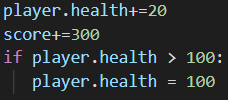 player.health+=20
score+=300
if player.health > 100:
    player.health = 100